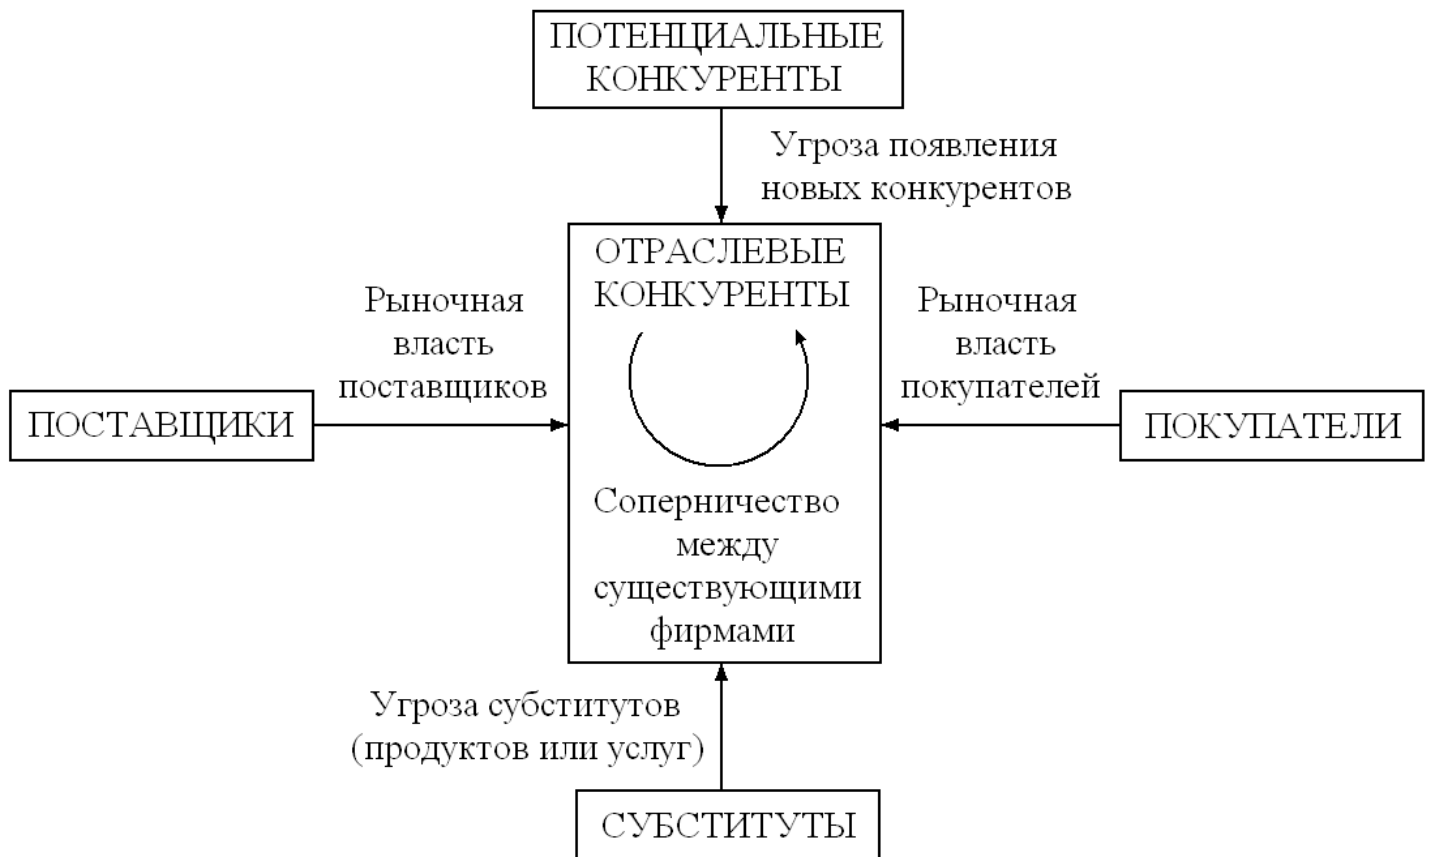 ПОТЕНЦИАЛЬНЫЕ
КОНКУРЕНТЫ
Угроза появления
новых конкурентов
ОТРАСЛЕВЫЕ
КОНКУРЕНТЫ
Рыночная
власть
поставщиков
Рыночная
власть
покупателей
ПОСТАВЩИКИ
ПОКУПАТЕЛИ
Соперничество
между
существующими
фирмами
Угроза субститутов
(продуктов или услуг)
СУБСТИТУТЫ